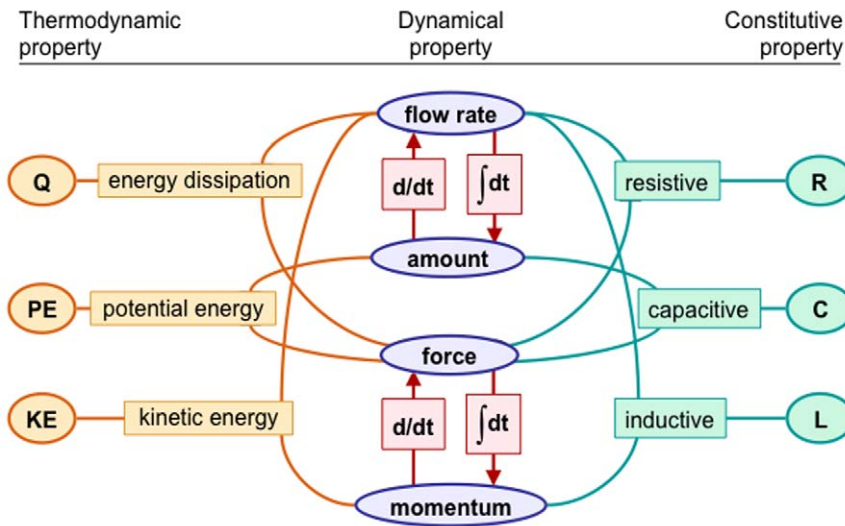 Thermodynamic property
Dynamical property
Constitutive property
flow rate
Q
energy dissipation
d/dt
∫dt
resistive
R
amount
PE
potential energy
capacitive
C
force
KE
kinetic energy
d/dt
∫dt
inductive
L
momentum